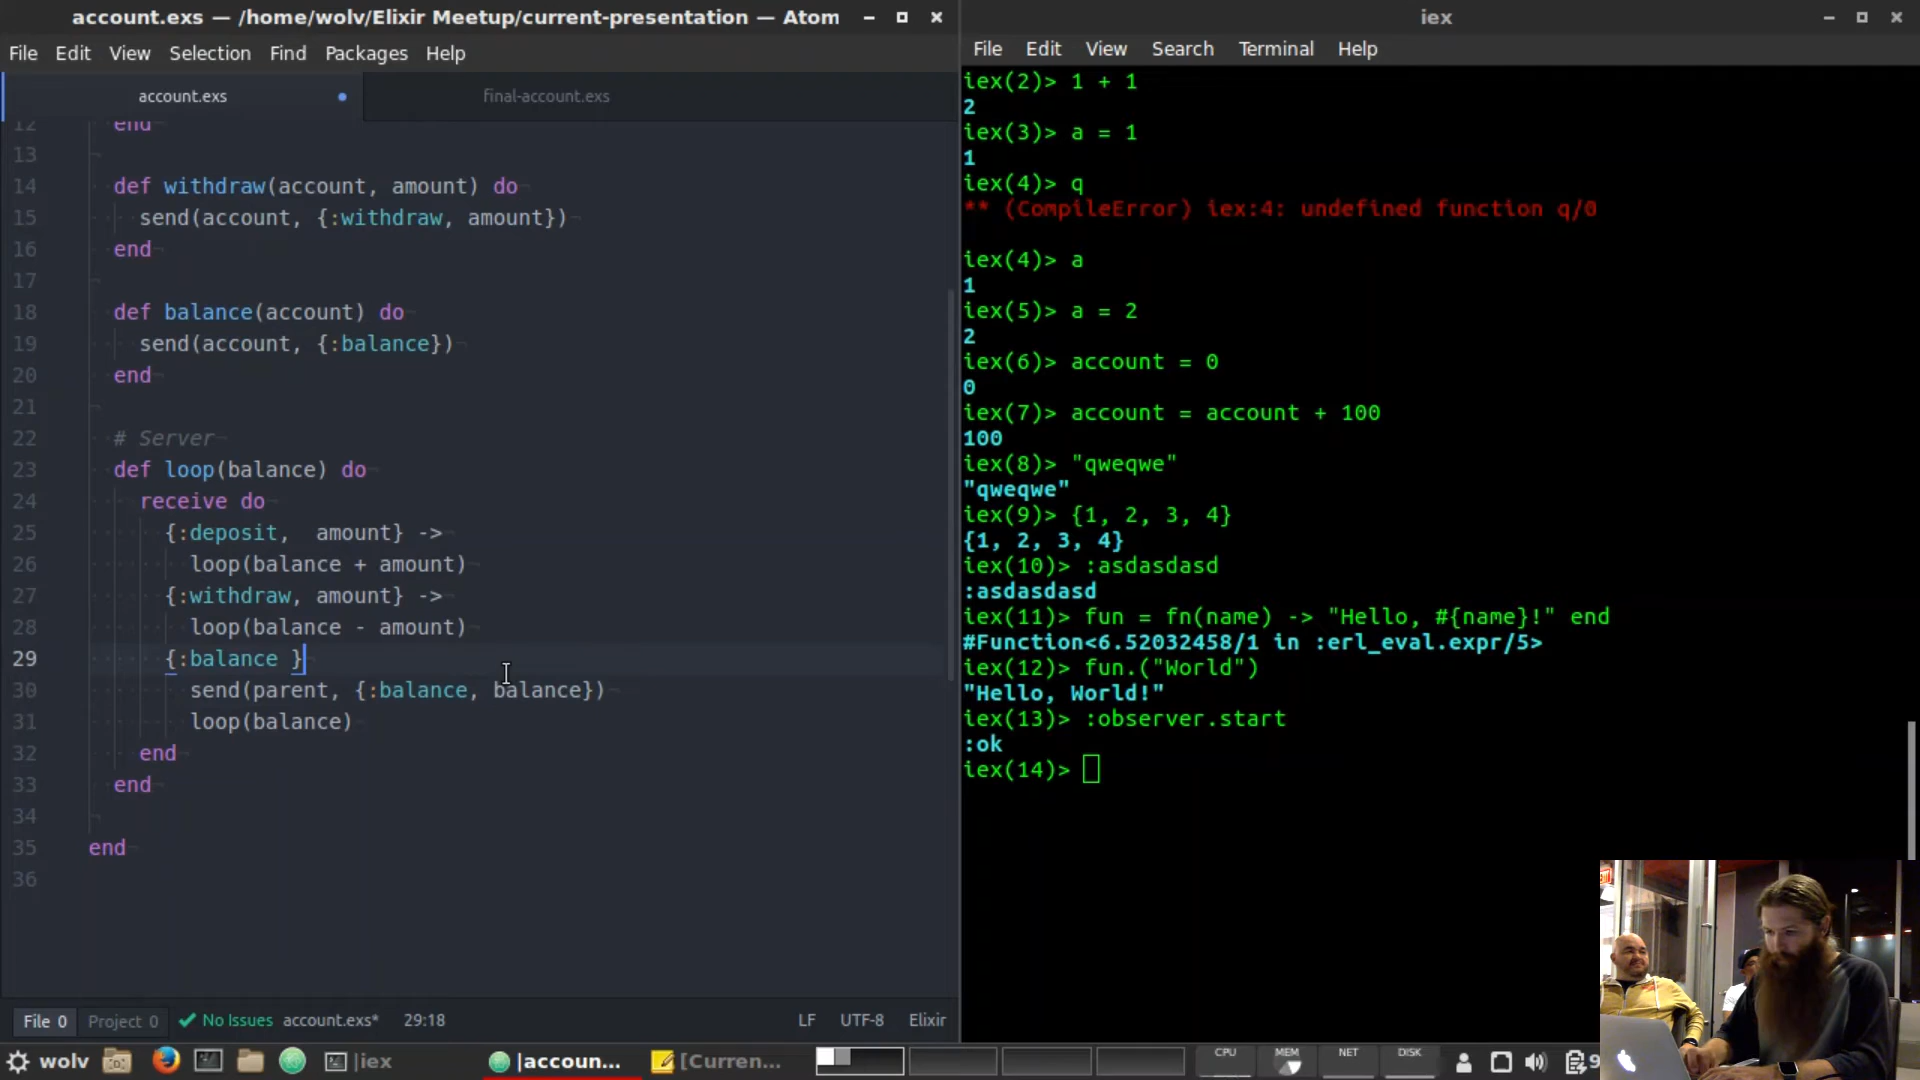 account.exs — /home/wolv/Elixir Meetup/current-presentation — Atom
File Edit View Selection Find Packages Help
account.exs
final-account.exs
12 end
13
14 def withdraw(account, amount) do
15 send(account, {:withdraw, amount})
16 end
17
18 def balance(account) do
19 send(account, {:balance})
20 end
21
22 # Server
23 def loop(balance) do
24 receive do
25 {:deposit,  amount} ->
26 loop(balance + amount)
27 {:withdraw, amount} ->
28 loop(balance - amount)
29 {:balance }
30 send(parent, {:balance, balance})
31 loop(balance)
32 end
33 end
34
35 end
36
File 0 Project 0 No Issues account.exs* 29:18 LF UTF-8 Elixir
iex
File Edit View Search Terminal Help
iex(2)> 1 + 1
2
iex(3)> a = 1
1
iex(4)> q
** (CompileError) iex:4: undefined function q/0
iex(4)> a
1
iex(5)> a = 2
2
iex(6)> account = 0
0
iex(7)> account = account + 100
100
iex(8)> "qweqwe"
"qweqwe"
iex(9)> {1, 2, 3, 4}
{1, 2, 3, 4}
iex(10)> :asdasdasd
:asdasdasd
iex(11)> fun = fn(name) -> "Hello, #{name}!" end
#Function<6.52032458/1 in :erl_eval.expr/5>
iex(12)> fun.("World")
"Hello, World!"
iex(13)> :observer.start
:ok
iex(14)>
wolv |iex |accoun... [Curren... CPU MEM NET DISK 9